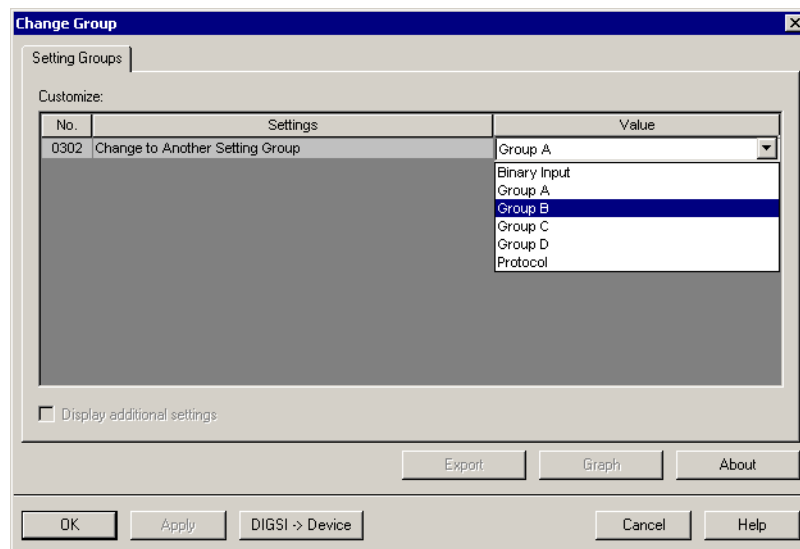 Change Group
Setting Groups
Customize:
No. Settings Value
0302 Change to Another Setting Group Group A
Binary Input
Group A
Group B
Group C
Group D
Protocol
Display additional settings
Export Graph About
OK Apply DIGSI -> Device Cancel Help